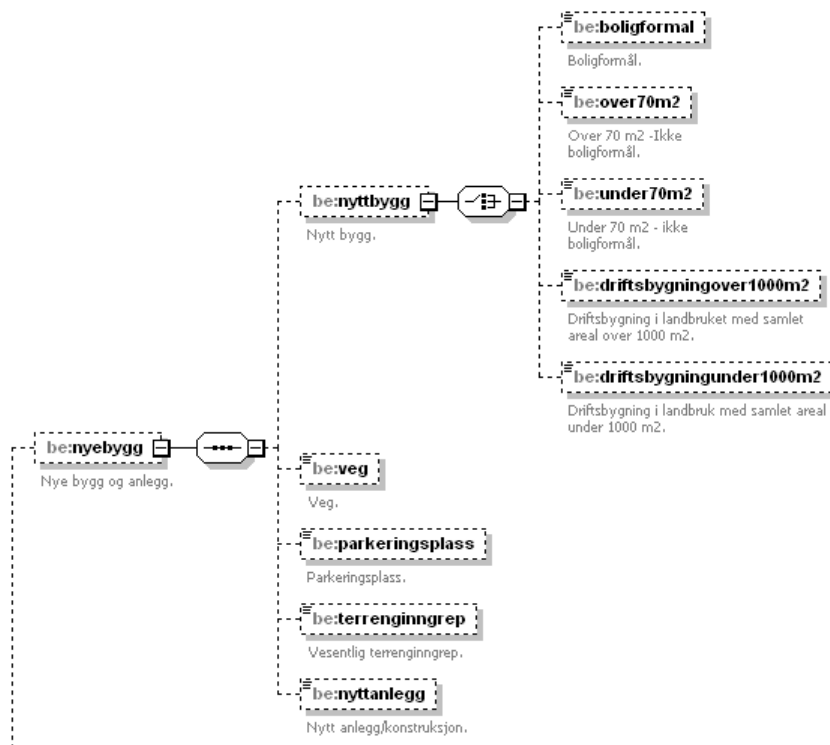 be:boligformal
Boligformål.
be:over70m2
Over 70 m2 -Ikke
boligformål.
be:nyttbygg
Nytt bygg.
be:under70m2
Under 70 m2 - ikke
boligformål.
be:driftsbygningover1000m2
Driftsbygning i landbruket med samlet
areal over 1000 m2.
be:driftsbygningunder1000m2
Driftsbygning i landbruk med samlet areal
under 1000 m2.
be:nyebygg
Nye bygg og anlegg.
be:veg
Veg.
be:parkeringsplass
Parkeringsplass.
be:terrenginngrep
Vesentlig terrenginngrep.
be:nyttanlegg
Nytt anlegg/konstruksjon.